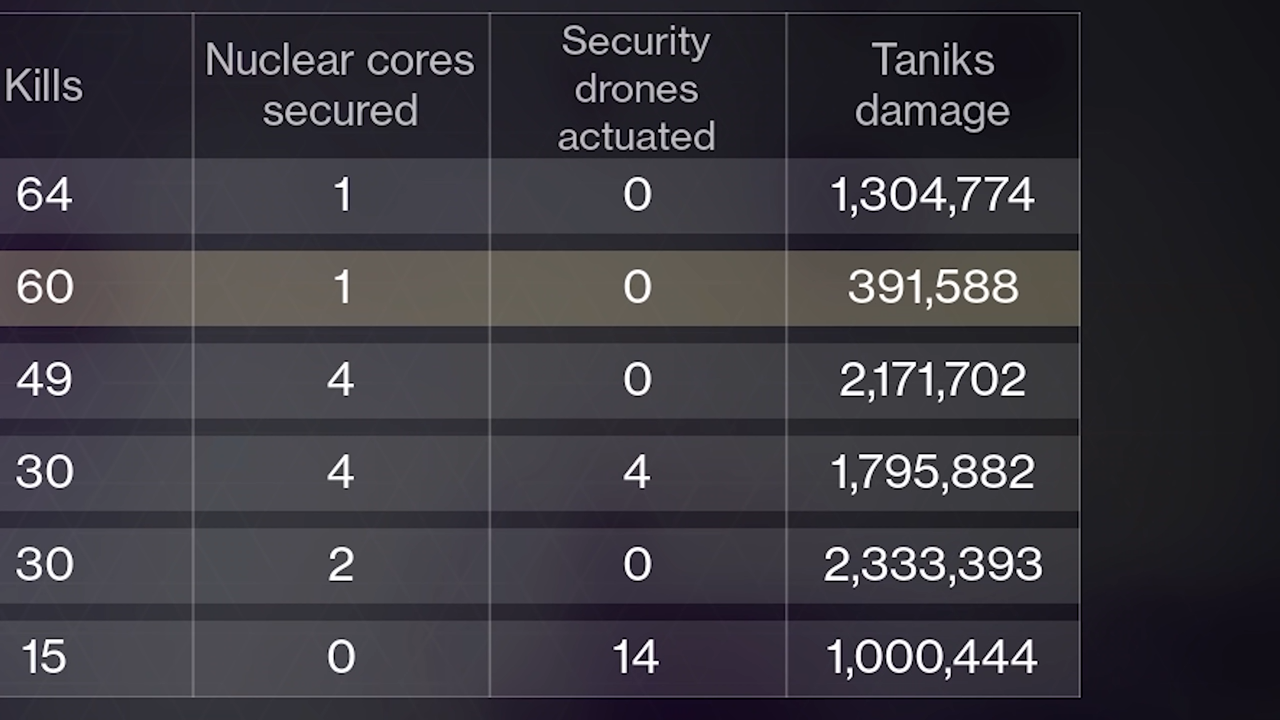 Kills Nuclear cores secured Security drones actuated Taniks damage
64 1 0 1,304,774
60 1 0 391,588
49 4 0 2,171,702
30 4 4 1,795,882
30 2 0 2,333,393
15 0 14 1,000,444